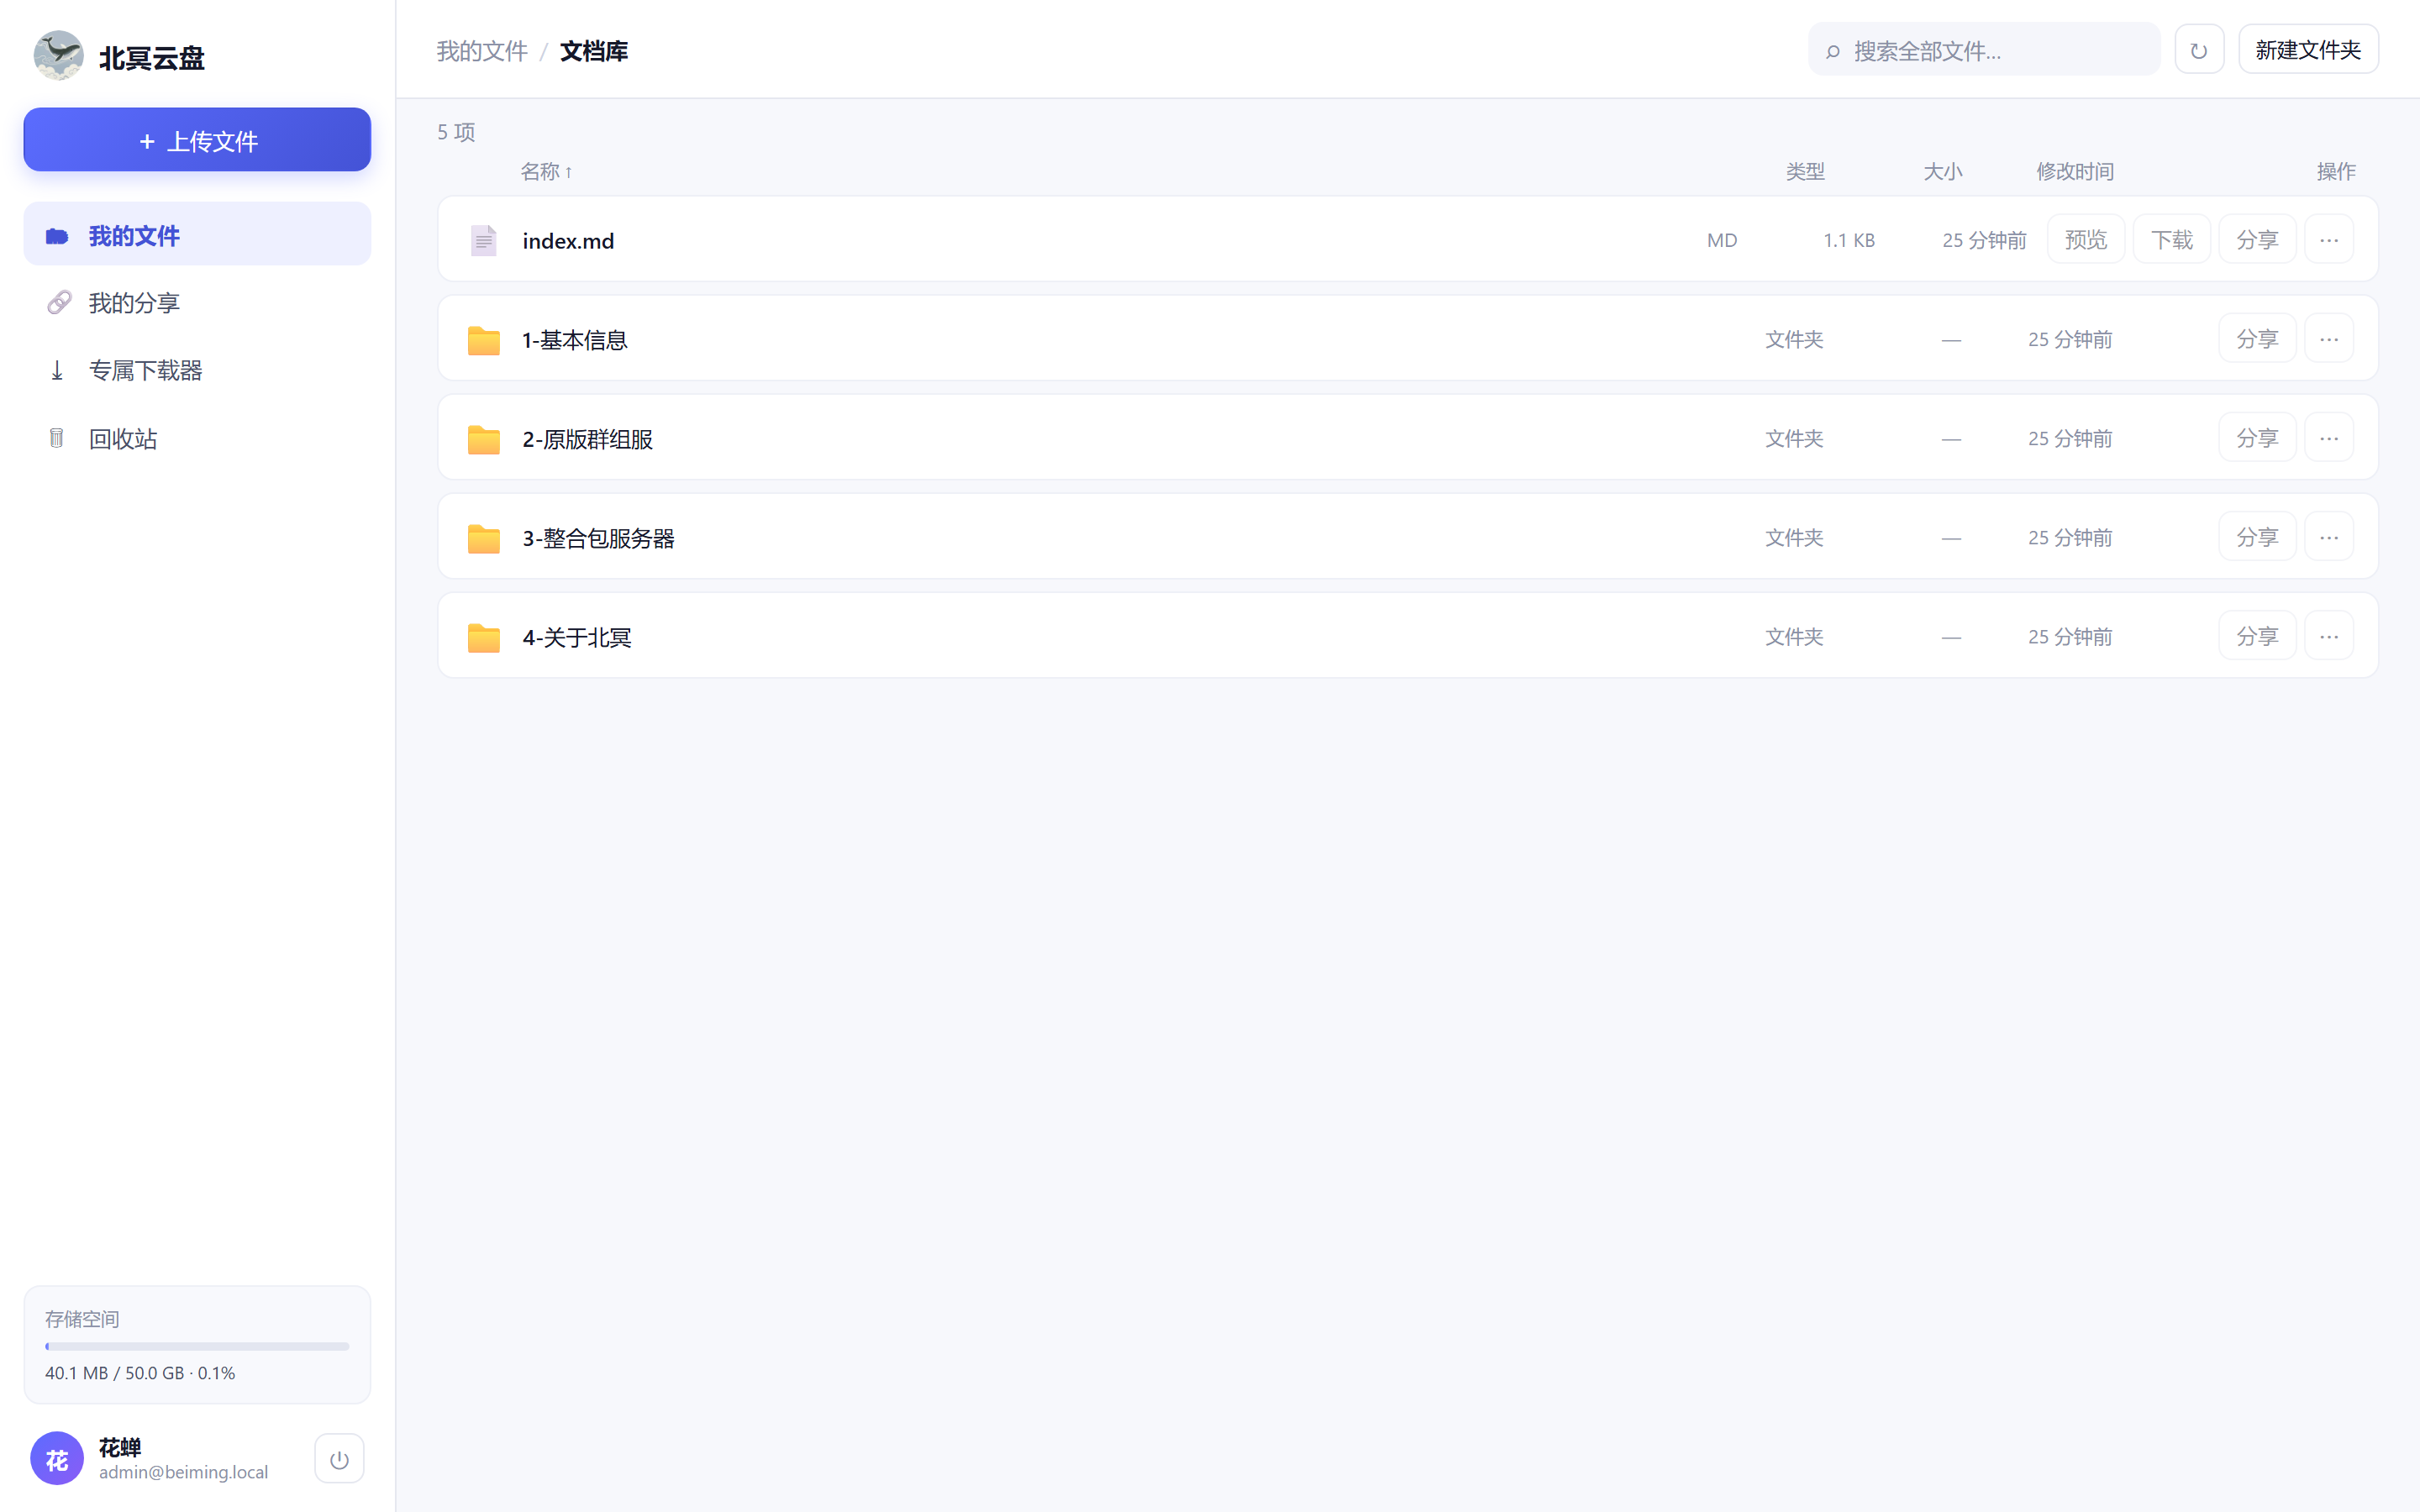 北冥云盘
+ 上传文件
我的文件
我的分享
专属下载器
回收站
存储空间
40.1 MB / 50.0 GB · 0.1%
花
花蝉
admin@beiming.local
我的文件 / 文档库
搜索全部文件...
新建文件夹
5 项
名称 ↑ 类型 大小 修改时间 操作
index.md MD 1.1 KB 25 分钟前 预览 下载 分享 ···
1-基本信息 文件夹 — 25 分钟前 分享 ···
2-原版群组服 文件夹 — 25 分钟前 分享 ···
3-整合包服务器 文件夹 — 25 分钟前 分享 ···
4-关于北冥 文件夹 — 25 分钟前 分享 ···